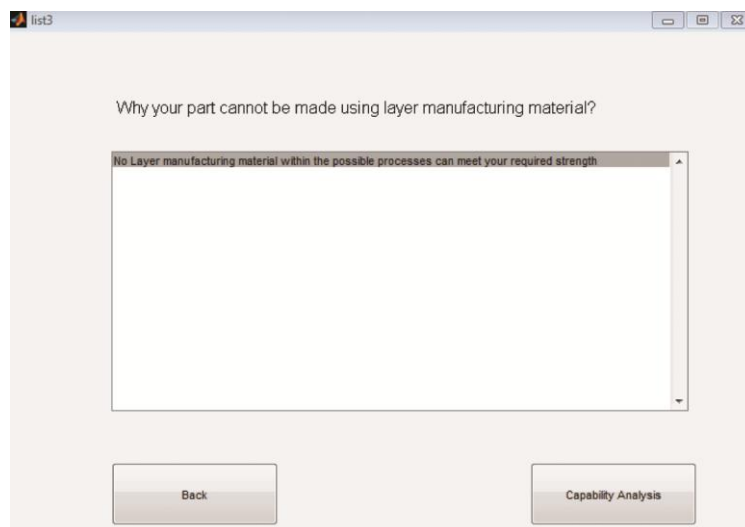 list3
Why your part cannot be made using layer manufacturing material?
No Layer manufacturing material within the possible processes can meet your required strength
Back
Capability Analysis